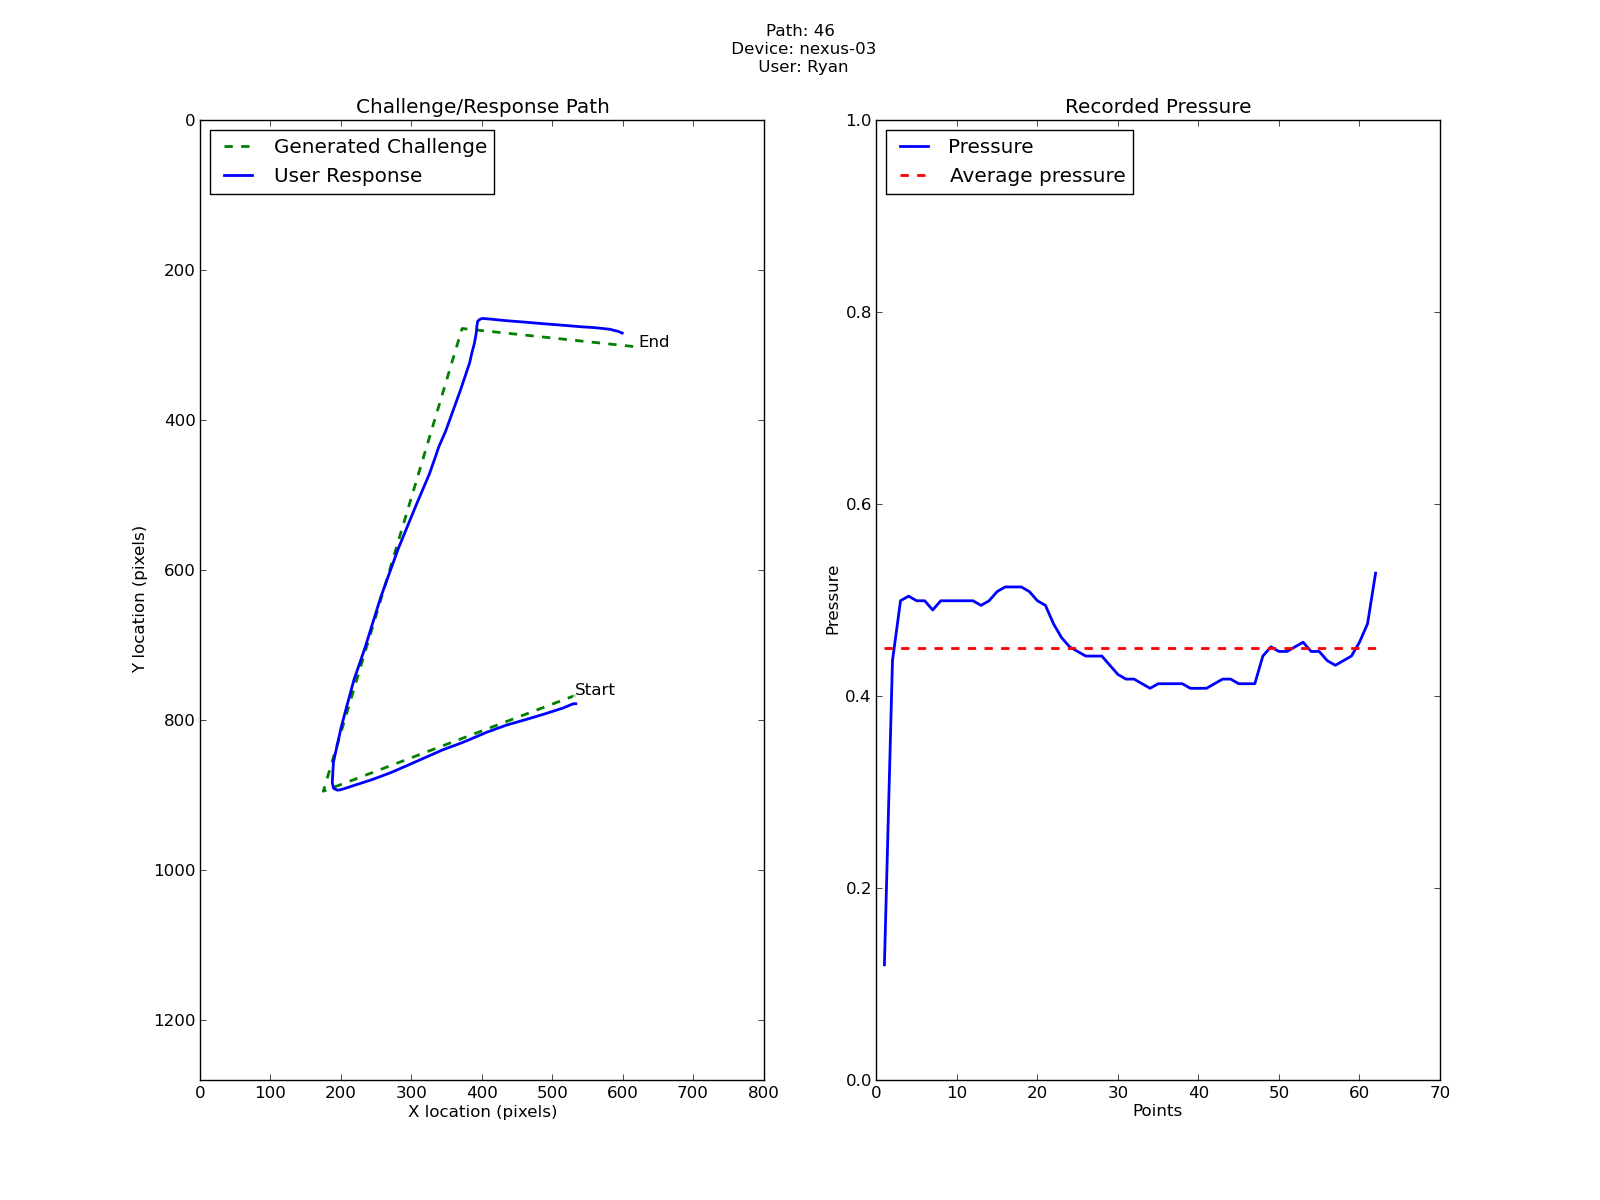 Path: 46
Device: nexus-03
User: Ryan
Challenge/Response Path
Generated Challenge
User Response
0
200
400
600
800
1000
1200
Y location (pixels)
End
Start
0 100 200 300 400 500 600 700 800
X location (pixels)
Recorded Pressure
Pressure
Average pressure
1.0
0.8
0.6
0.4
0.2
0.0
Pressure
0 10 20 30 40 50 60 70
Points